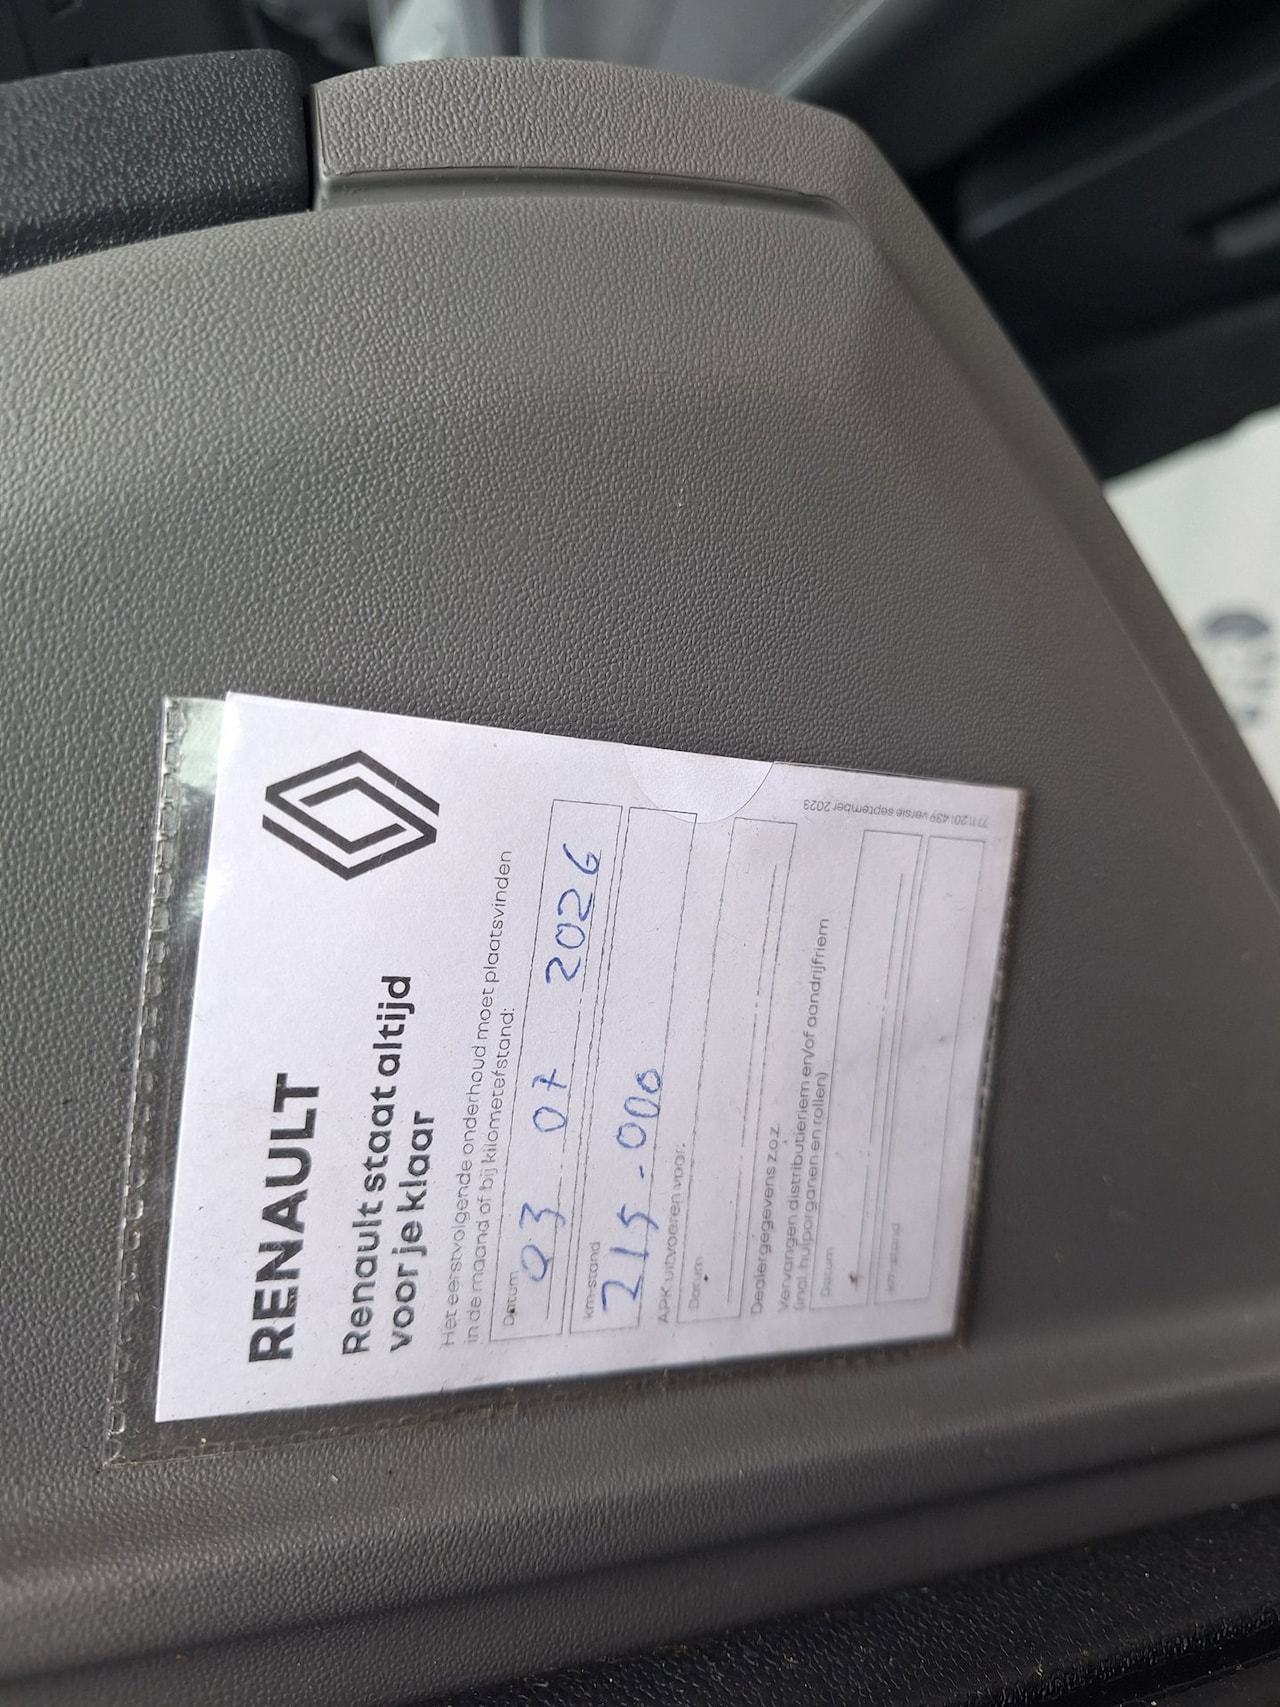 RENAULT
Renault staat altijd
voor je klaar
Het eerstvolgende onderhoud moet plaatsvinden
in de maand of bij kilometerstand:
Datum
03 07 2026
km-stand
215.000
APK uitvoeren voor:
Datum
Dealergegevens z.o.z.
Vervangen distributieriem en/of aandrijfriem
(incl. hulporganen en rollen)
Datum
km-stand
7711 201 439 versie september 2023